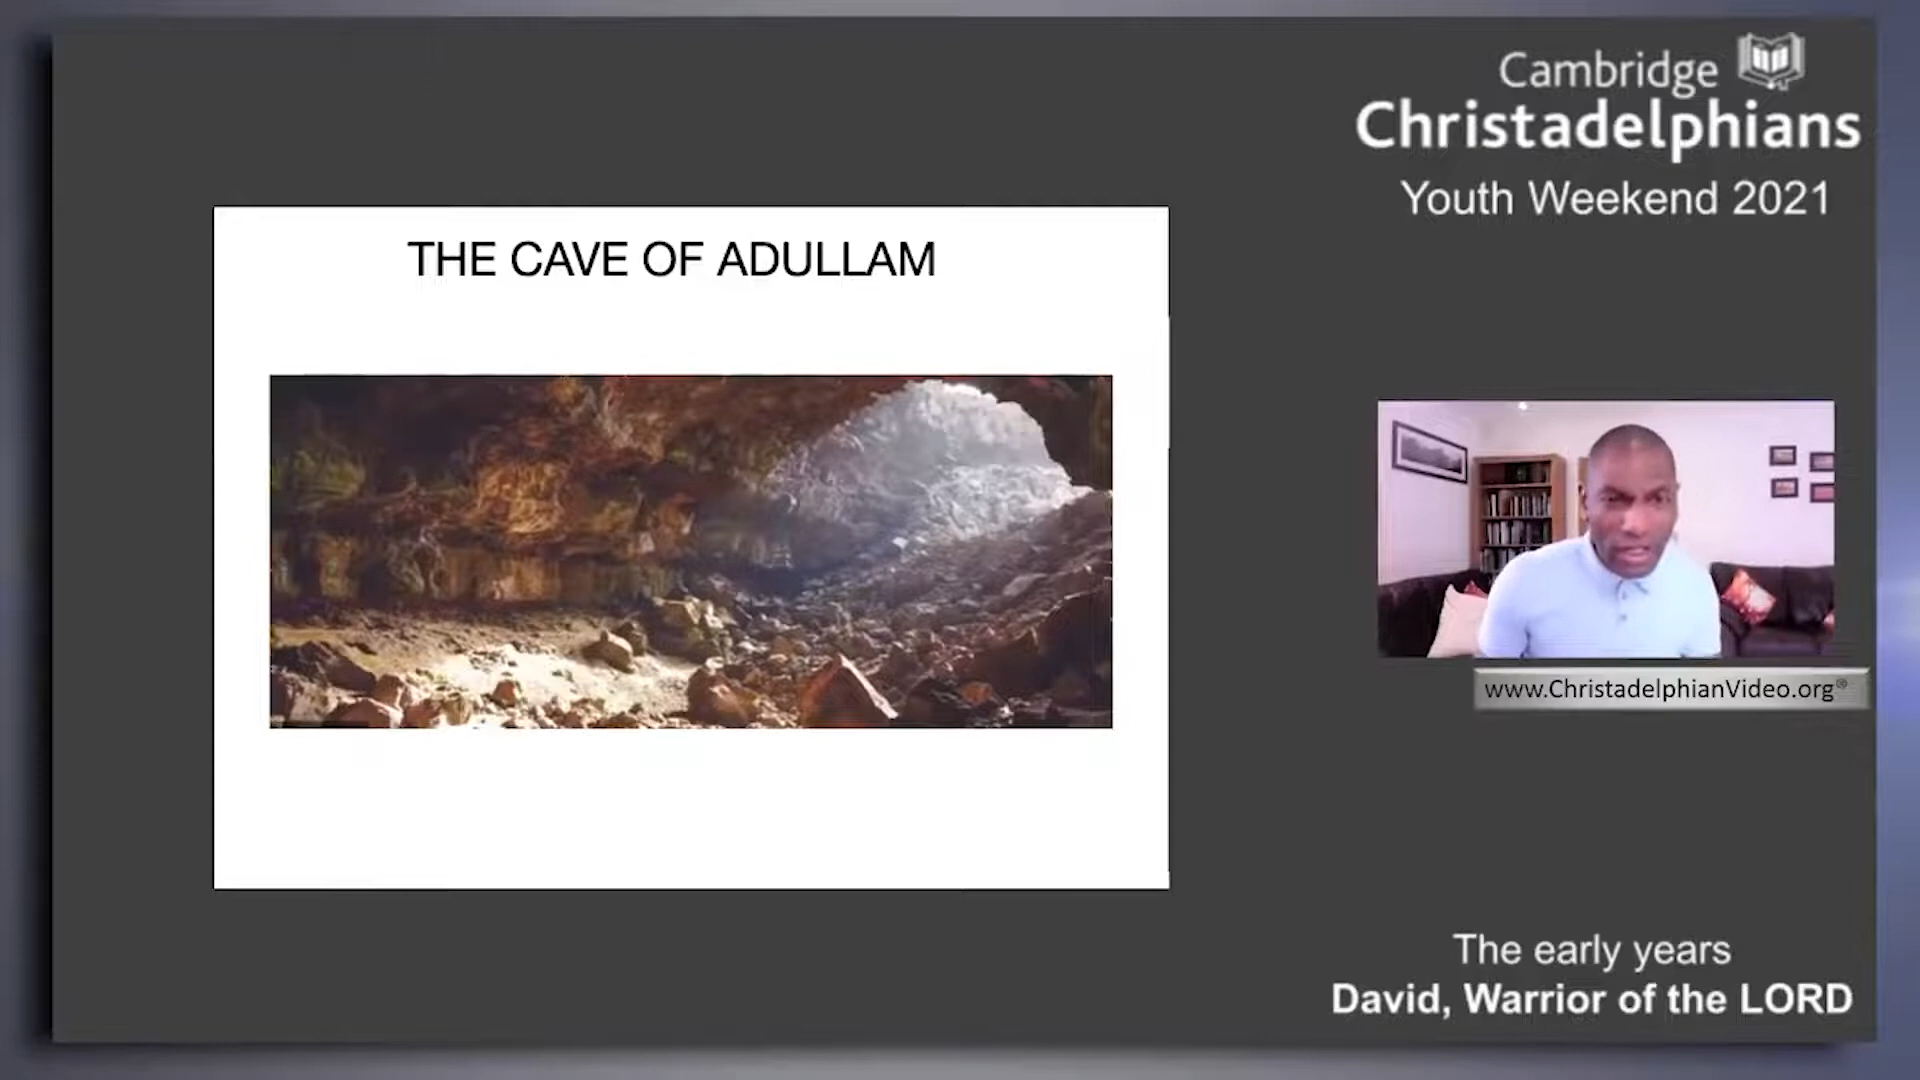 Cambridge
Christadelphians
Youth Weekend 2021
THE CAVE OF ADULLAM
www.ChristadelphianVideo.org®
The early years
David, Warrior of the LORD